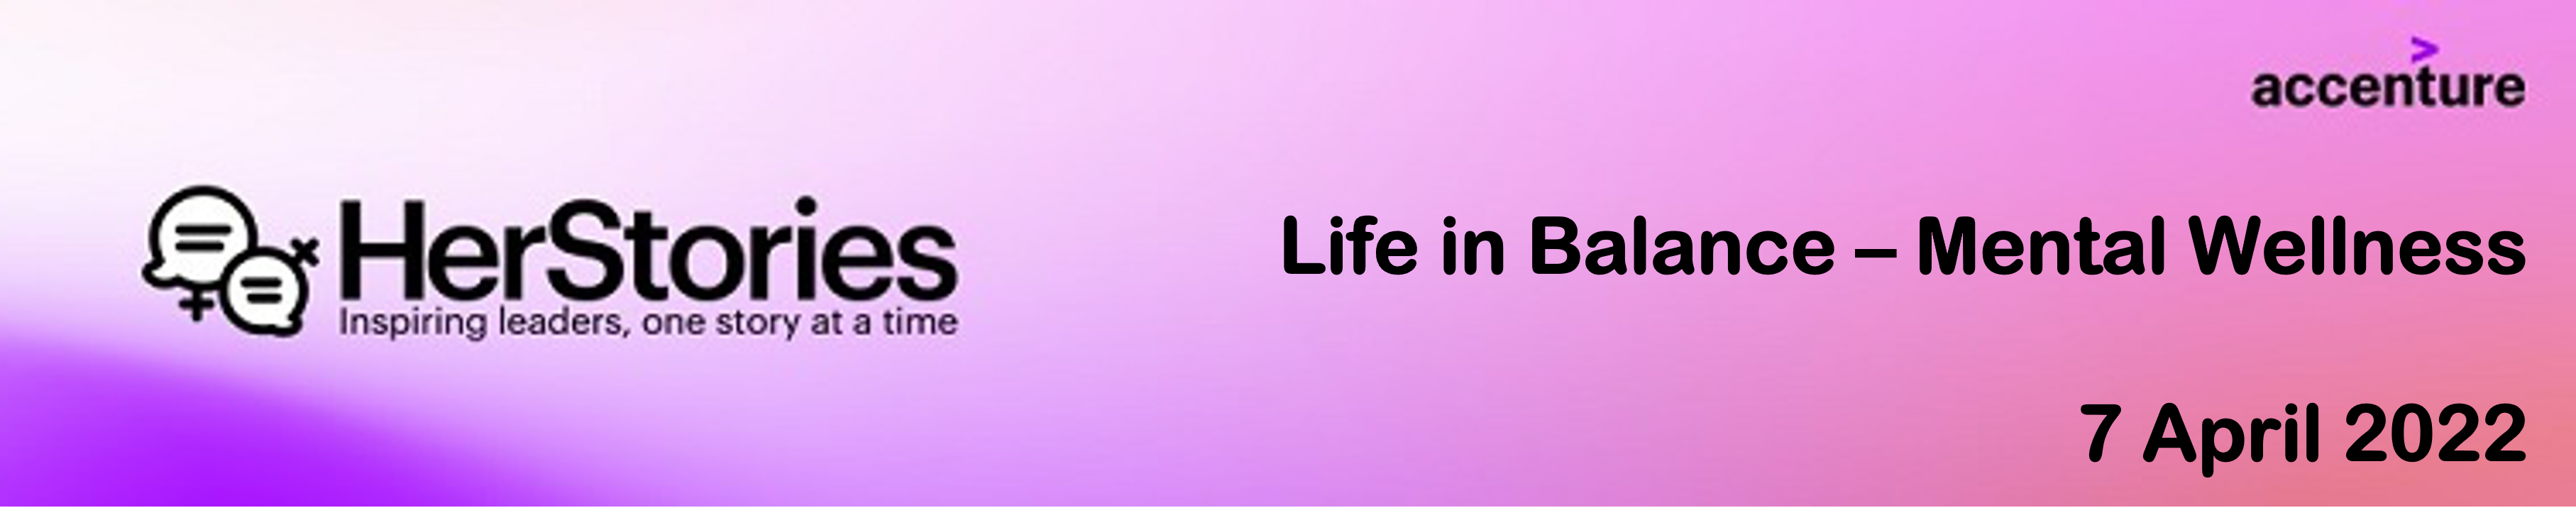 accenture
HerStories
Inspiring leaders, one story at a time
Life in Balance – Mental Wellness
7 April 2022